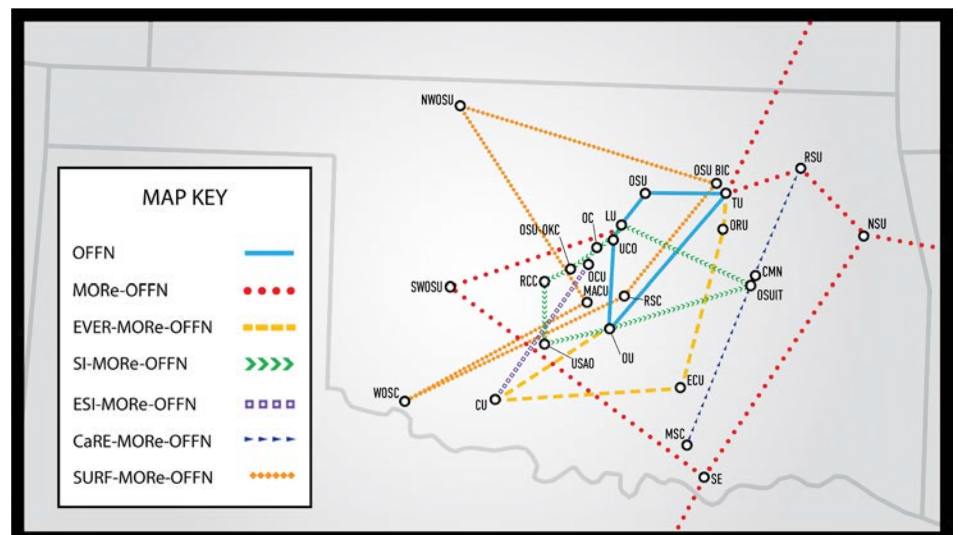 NWOSU
OSU BIC
RSU
OSU
TU
MAP KEY
OC
LU
ORU
NSU
OSU-OKC
UCO
OFFN
RCC
OCU
CMN
MORe-OFFN
SWOSU
MACU
RSC
OSUIT
EVER-MORe-OFFN
OU
SI-MORe-OFFN
USAO
ECU
WOSC
CU
ESI-MORe-OFFN
MSC
CaRE-MORe-OFFN
SURF-MORe-OFFN
SE